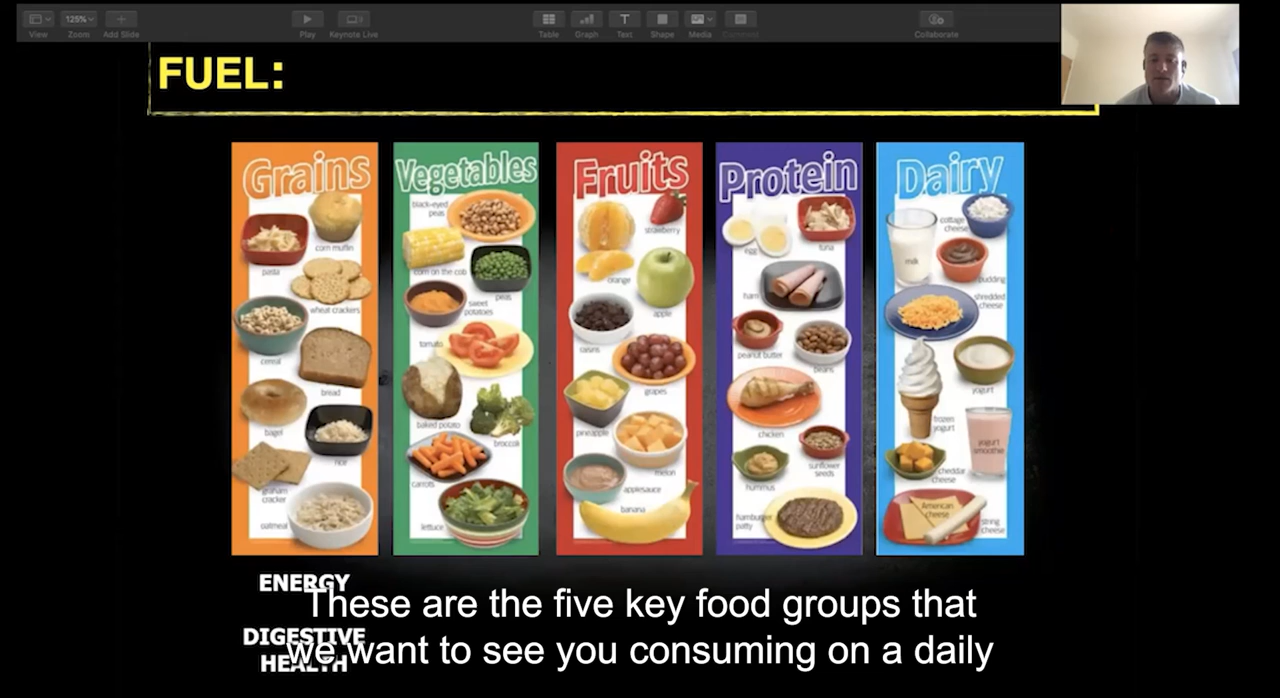 View
125%
Zoom
Add Slide
Play
Keynote Live
Table
Graph
Text
Shape
Media
Comment
Collaborate
FUEL:
Grains
corn muffin
pasta
wheat crackers
cereal
bread
bagel
rice
graham
cracker
oatmeal
Vegetables
black-eyed
peas
corn on the cob
peas
sweet
potatoes
tomato
baked potato
broccoli
carrots
lettuce
Fruits
strawberry
orange
apple
raisins
grapes
pineapple
melon
applesauce
banana
Protein
egg
tuna
ham
peanut butter
beans
chicken
sunflower
seeds
hummus
hamburger
patty
Dairy
cottage
cheese
milk
pudding
shredded
cheese
yogurt
frozen
yogurt
yogurt
smoothie
cheddar
cheese
American
cheese
string
cheese
ENERGY
DIGESTIVE
HEALTH
These are the five key food groups that
we want to see you consuming on a daily